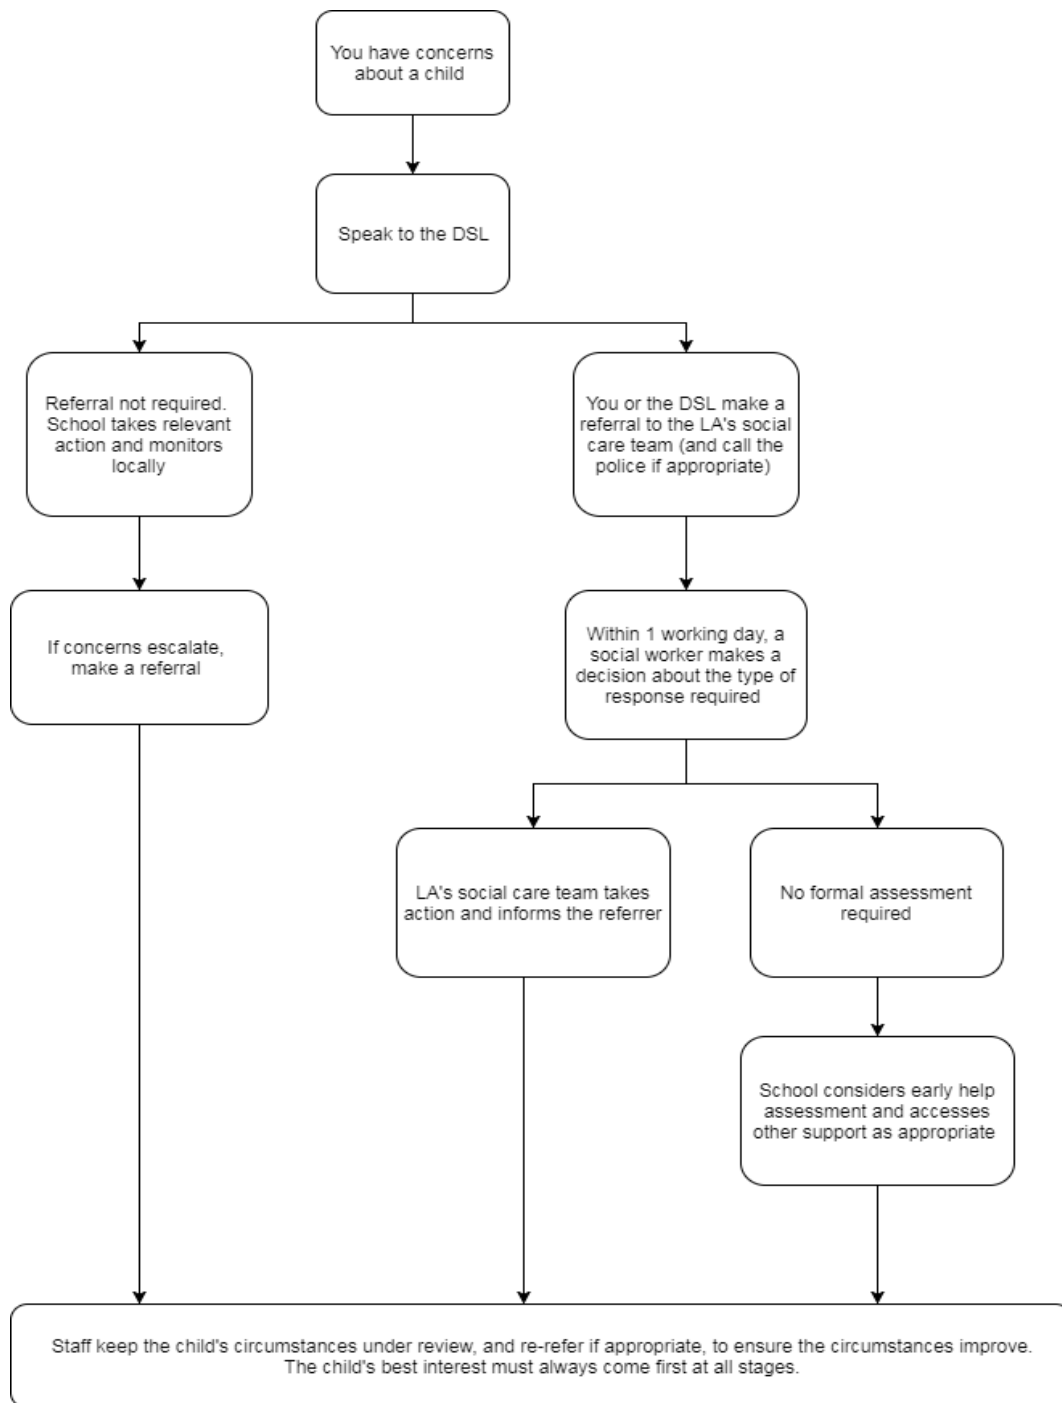 You have concerns
about a child
Speak to the DSL
Referral not required.
School takes relevant
action and monitors
locally
You or the DSL make a
referral to the LA's social
care team (and call the
police if appropriate)
If concerns escalate,
make a referral
Within 1 working day, a
social worker makes a
decision about the type of
response required
LA's social care team takes
action and informs the referrer
No formal assessment
required
School considers early help
assessment and accesses
other support as appropriate
Staff keep the child's circumstances under review, and re-refer if appropriate, to ensure the circumstances improve.
The child's best interest must always come first at all stages.